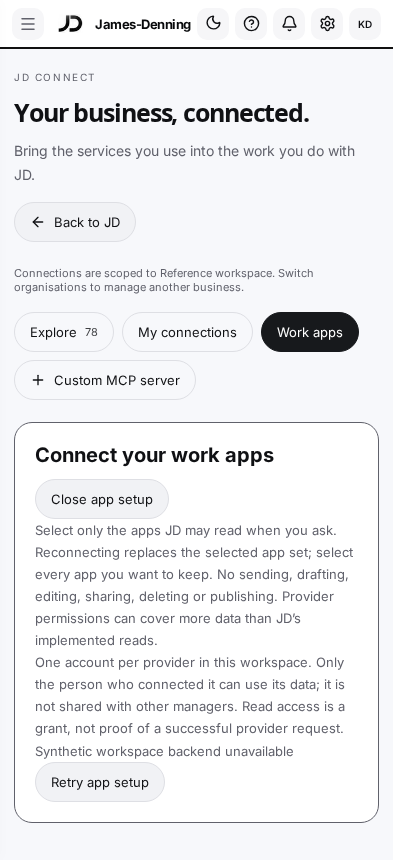 JD James-Denning KD
JD CONNECT
Your business, connected.
Bring the services you use into the work you do with
JD.
Back to JD
Connections are scoped to Reference workspace. Switch
organisations to manage another business.
Explore 78 My connections Work apps
Custom MCP server
Connect your work apps
Close app setup
Select only the apps JD may read when you ask.
Reconnecting replaces the selected app set; select
every app you want to keep. No sending, drafting,
editing, sharing, deleting or publishing. Provider
permissions can cover more data than JD’s
implemented reads.
One account per provider in this workspace. Only
the person who connected it can use its data; it is
not shared with other managers. Read access is a
grant, not proof of a successful provider request.
Synthetic workspace backend unavailable
Retry app setup